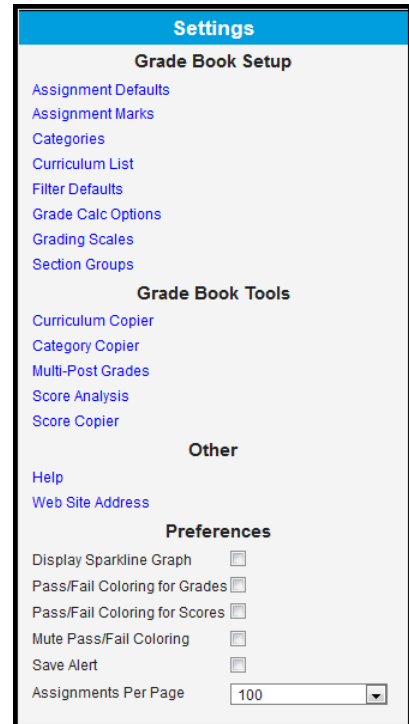 Settings
Grade Book Setup
Assignment Defaults
Assignment Marks
Categories
Curriculum List
Filter Defaults
Grade Calc Options
Grading Scales
Section Groups
Grade Book Tools
Curriculum Copier
Category Copier
Multi-Post Grades
Score Analysis
Score Copier
Other
Help
Web Site Address
Preferences
Display Sparkline Graph
Pass/Fail Coloring for Grades
Pass/Fail Coloring for Scores
Mute Pass/Fail Coloring
Save Alert
Assignments Per Page 100